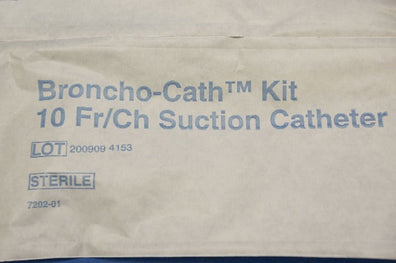 Broncho-Cath™ Kit
10 Fr/Ch Suction Catheter
LOT 200909 4153
STERILE
7202-01